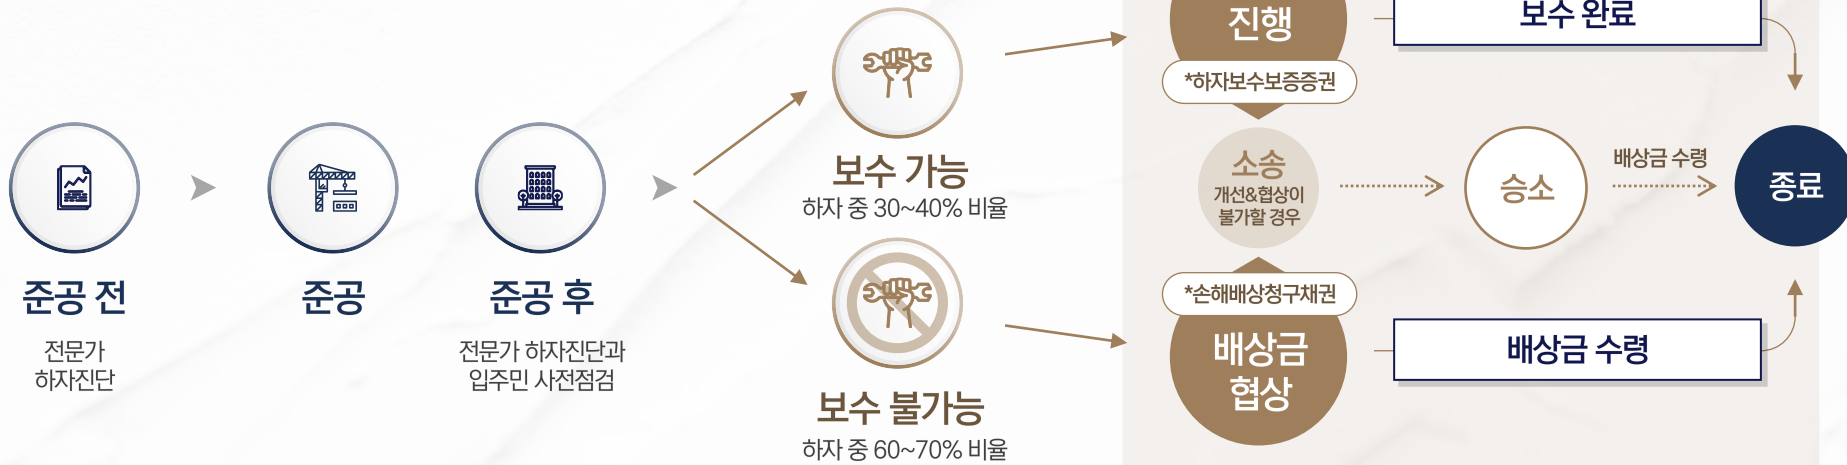 준공 전
전문가
하자진단
준공
준공 후
전문가 하자진단과
입주민 사전점검
보수 가능
하자 중 30~40% 비율
보수 불가능
하자 중 60~70% 비율
진행
*하자보수보증증권
보수 완료
소송
개선&협상이
불가할 경우
승소
배상금 수령
종료
*손해배상청구채권
배상금
협상
배상금 수령